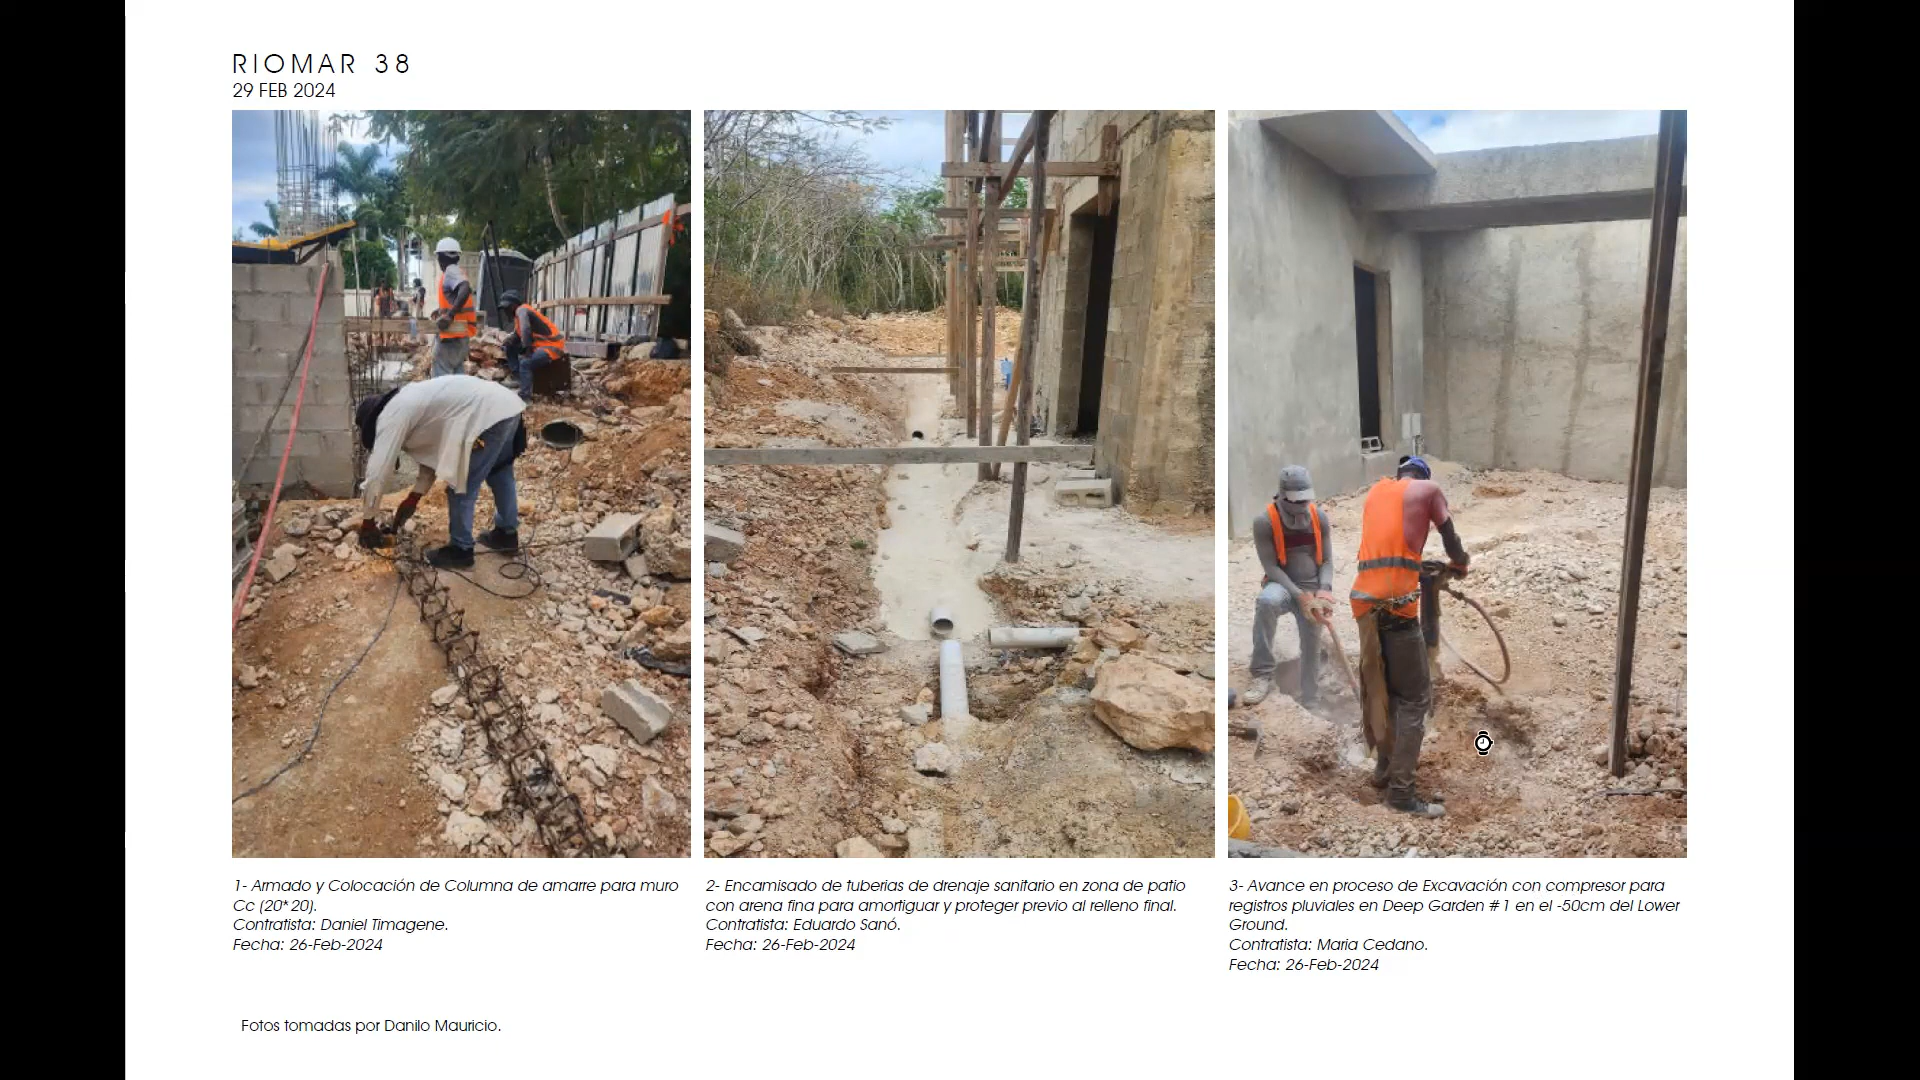 RIOMAR 38
29 FEB 2024
1- Armado y Colocación de Columna de amarre para muro
Cc (20*20).
Contratista: Daniel Timagene.
Fecha: 26-Feb-2024
2- Encamisado de tuberias de drenaje sanitario en zona de patio
con arena fina para amortiguar y proteger previo al relleno final.
Contratista: Eduardo Sanó.
Fecha: 26-Feb-2024
3- Avance en proceso de Excavación con compresor para
registros pluviales en Deep Garden #1 en el -50cm del Lower
Ground.
Contratista: Maria Cedano.
Fecha: 26-Feb-2024
Fotos tomadas por Danilo Mauricio.